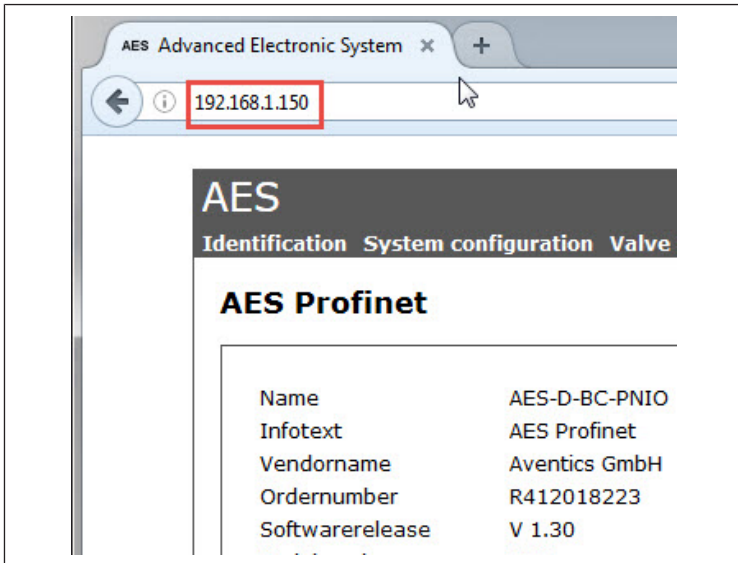 AES Advanced Electronic System × +
192.168.1.150
AES
Identification System configuration Valve
AES Profinet
Name AES-D-BC-PNIO
Infotext AES Profinet
Vendorname Aventics GmbH
Ordernumber R412018223
Softwarerelease V 1.30